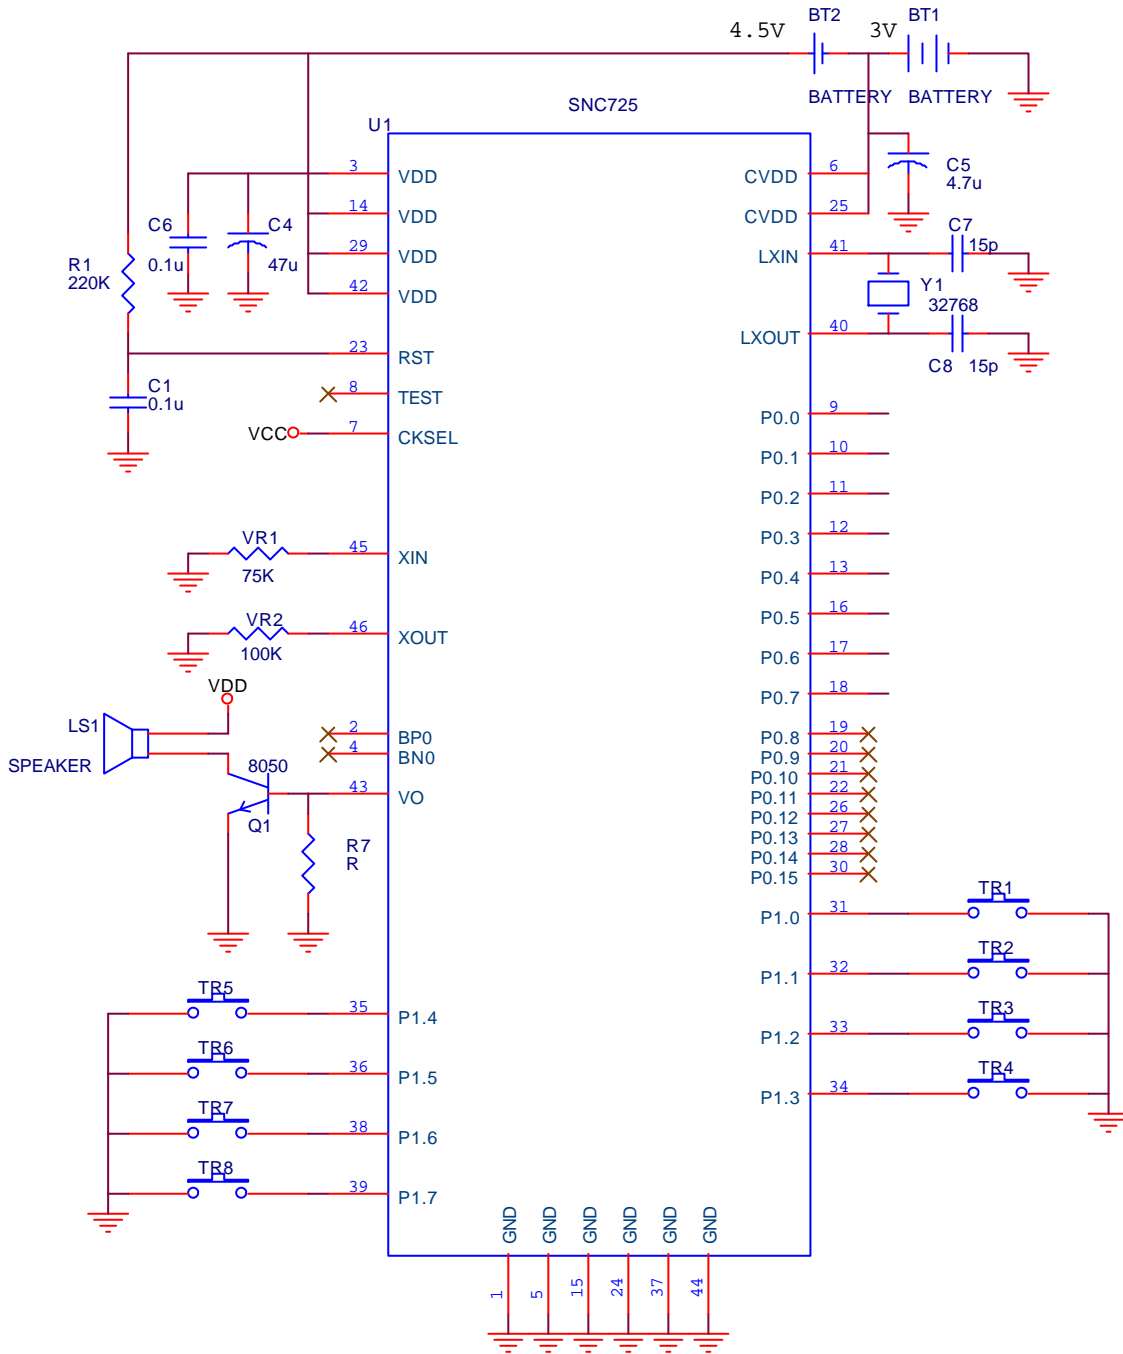 BT2
BT1
4.5V
3V
BATTERY
BATTERY
SNC725
U1
3
VDD
14
VDD
29
VDD
42
VDD
23
RST
8
TEST
7
CKSEL
VCC
45
XIN
46
XOUT
2
BP0
4
BN0
43
VO
35
P1.4
36
P1.5
38
P1.6
39
P1.7
C6
0.1u
C4
47u
R1
220K
C1
0.1u
VR1
75K
VR2
100K
VDD
LS1
SPEAKER
8050
Q1
R7
R
TR5
TR6
TR7
TR8
CVDD
6
CVDD
25
LXIN
41
LXOUT
40
C5
4.7u
C7
15p
Y1
32768
C8
15p
P0.0
9
P0.1
10
P0.2
11
P0.3
12
P0.4
13
P0.5
16
P0.6
17
P0.7
18
P0.8
19
P0.9
20
P0.10
21
P0.11
22
P0.12
26
P0.13
27
P0.14
28
P0.15
30
P1.0
31
TR1
P1.1
32
TR2
P1.2
33
TR3
P1.3
34
TR4
GND
GND
GND
GND
GND
GND
1
5
15
24
37
44